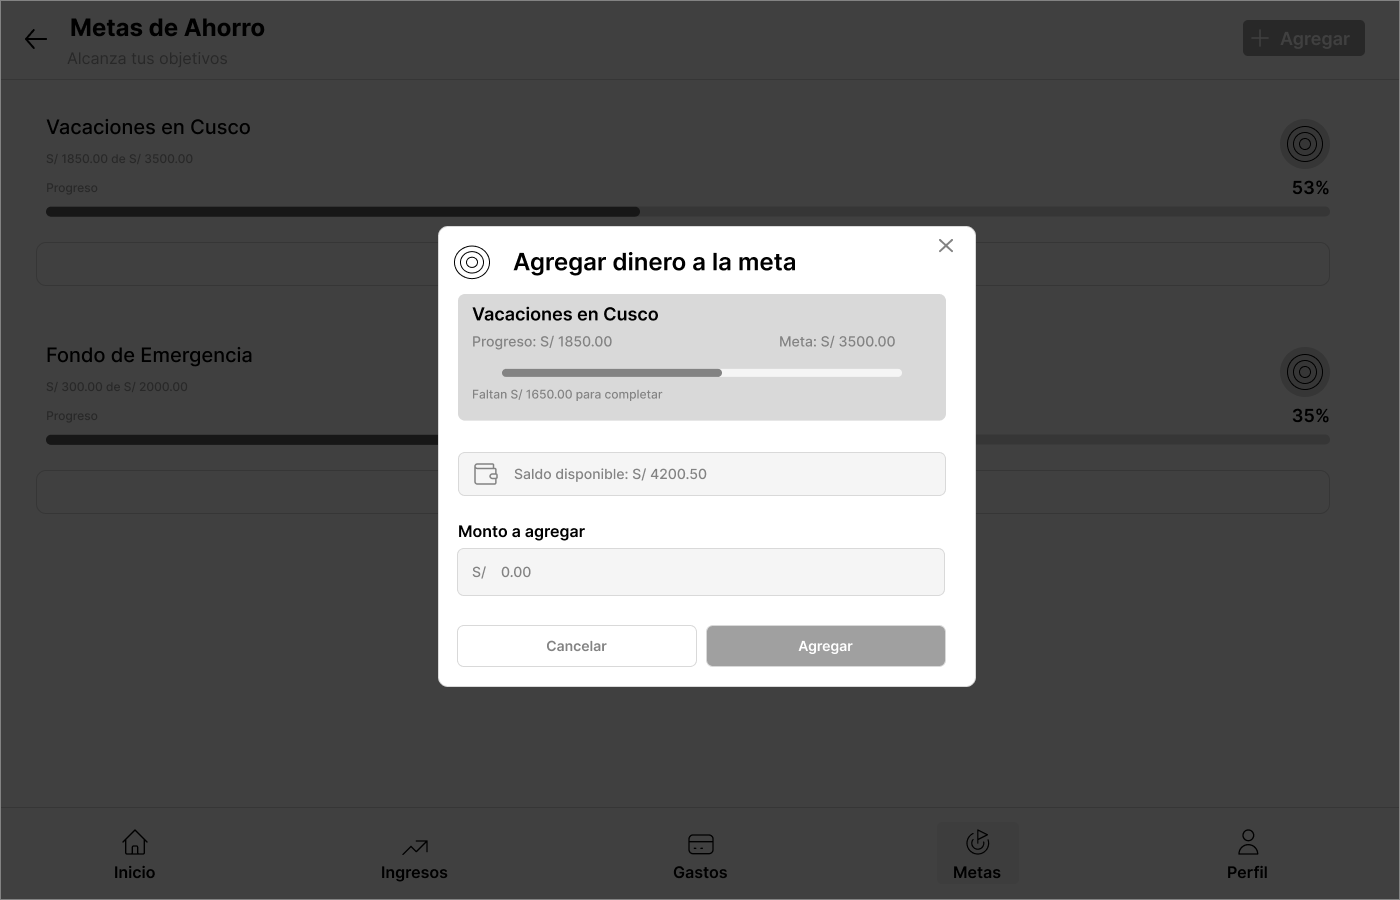 Metas de Ahorro
Alcanza tus objetivos
Agregar
Vacaciones en Cusco
S/ 1850.00 de S/ 3500.00
Progreso
53%
Agregar dinero a la meta
Vacaciones en Cusco
Progreso: S/ 1850.00
Meta: S/ 3500.00
Faltan S/ 1650.00 para completar
Saldo disponible: S/ 4200.50
Monto a agregar
S/ 0.00
Cancelar
Agregar
Fondo de Emergencia
S/ 300.00 de S/ 2000.00
Progreso
35%
Inicio
Ingresos
Gastos
Metas
Perfil